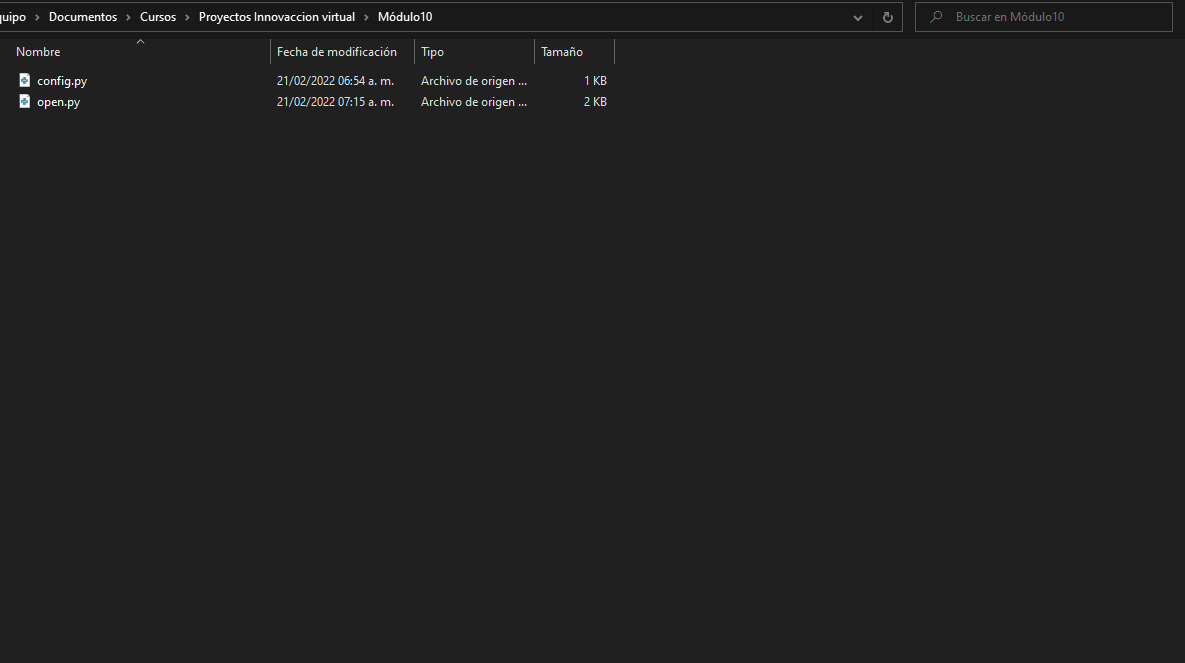 quipo › Documentos › Cursos › Proyectos Innovaccion virtual › Módulo10
Buscar en Módulo10
Nombre Fecha de modificación Tipo Tamaño
config.py 21/02/2022 06:54 a. m. Archivo de origen ... 1 KB
open.py 21/02/2022 07:15 a. m. Archivo de origen ... 2 KB